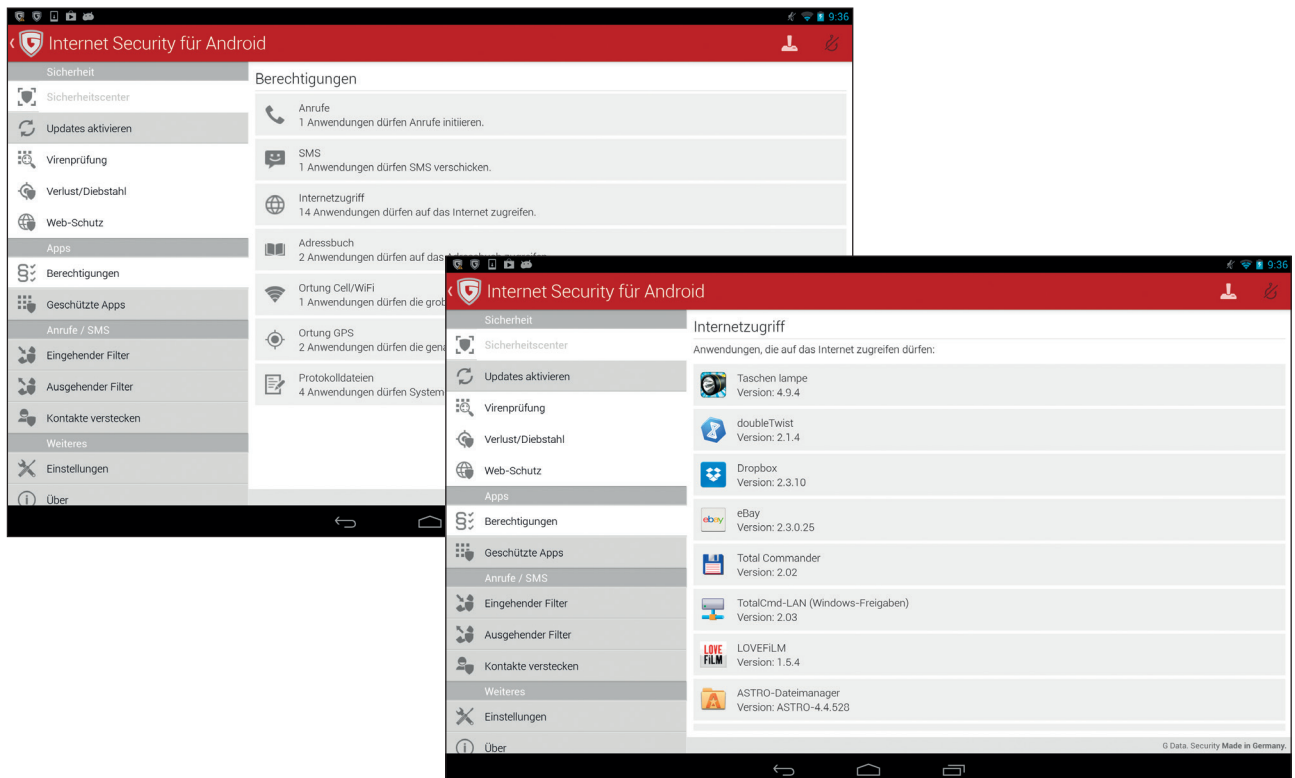 9:36
Internet Security für Android
Sicherheit
Sicherheitscenter
Updates aktivieren
Virenprüfung
Verlust/Diebstahl
Web-Schutz
Apps
Berechtigungen
Geschützte Apps
Anrufe / SMS
Eingehender Filter
Ausgehender Filter
Kontakte verstecken
Weiteres
Einstellungen
Über
Berechtigungen
Anrufe
1 Anwendungen dürfen Anrufe initiieren.
SMS
1 Anwendungen dürfen SMS verschicken.
Internetzugriff
14 Anwendungen dürfen auf das Internet zugreifen.
Adressbuch
2 Anwendungen dürfen auf das Adressbuch zugreifen.
Ortung Cell/WiFi
1 Anwendungen dürfen die grob
Ortung GPS
2 Anwendungen dürfen die gena
Protokolldateien
4 Anwendungen dürfen System
9:36
Internet Security für Android
Sicherheit
Sicherheitscenter
Updates aktivieren
Virenprüfung
Verlust/Diebstahl
Web-Schutz
Apps
Berechtigungen
Geschützte Apps
Anrufe / SMS
Eingehender Filter
Ausgehender Filter
Kontakte verstecken
Weiteres
Einstellungen
Über
Internetzugriff
Anwendungen, die auf das Internet zugreifen dürfen:
Taschen lampe
Version: 4.9.4
doubleTwist
Version: 2.1.4
Dropbox
Version: 2.3.10
ebay
eBay
Version: 2.3.0.25
Total Commander
Version: 2.02
TotalCmd-LAN (Windows-Freigaben)
Version: 2.03
LOVE
FiLM
LOVEFiLM
Version: 1.5.4
ASTRO-Dateimanager
Version: ASTRO-4.4.528
G Data. Security Made in Germany.